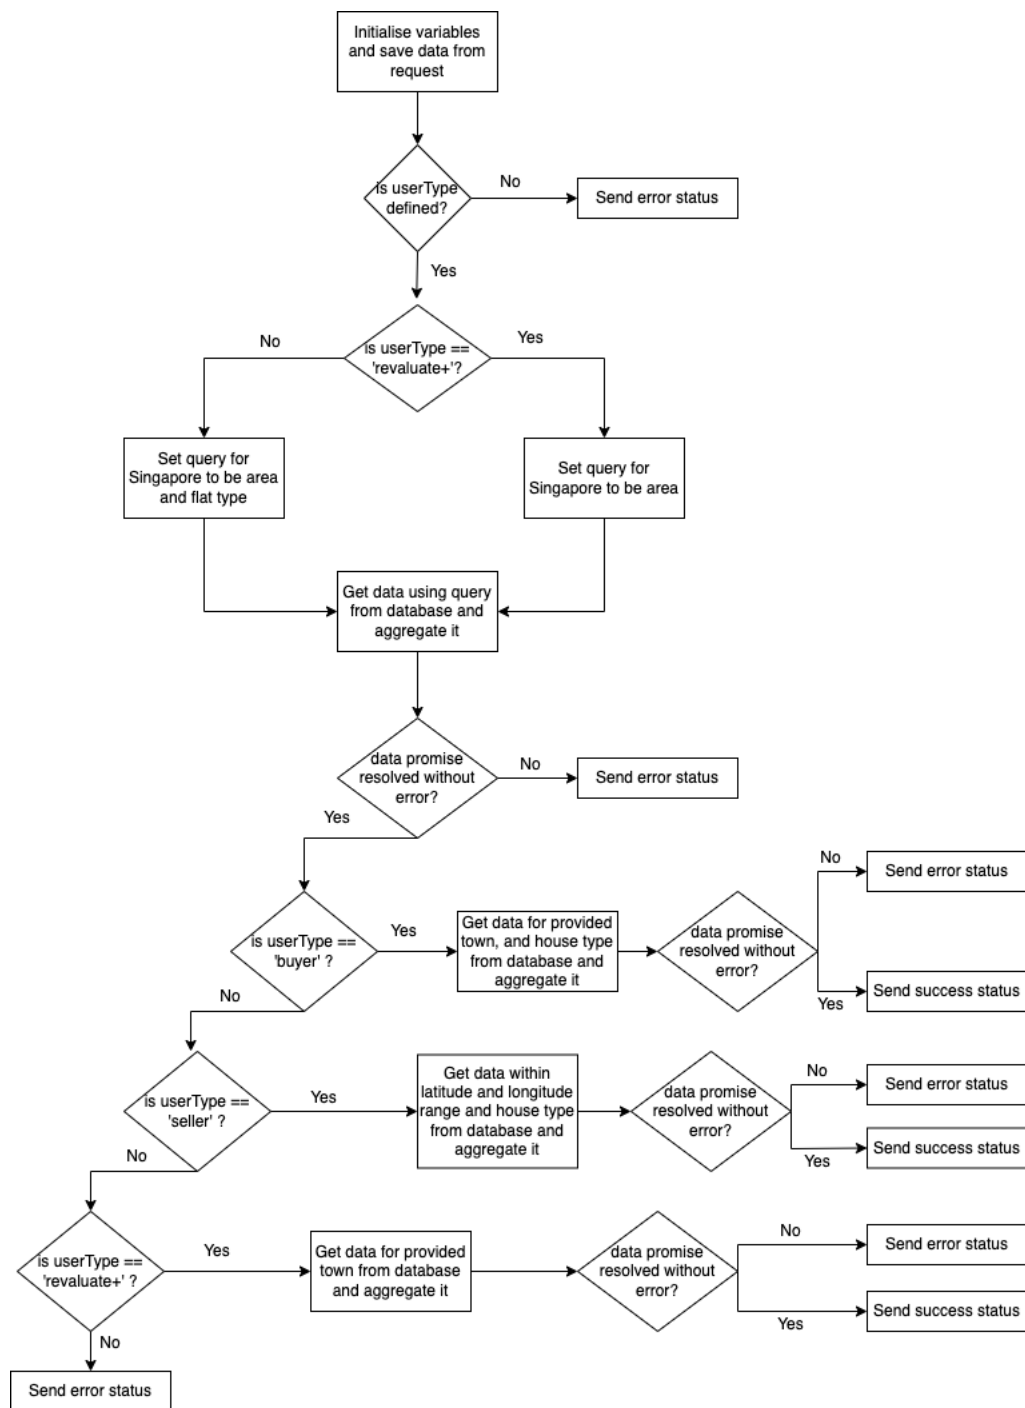 Initialise variables
and save data from
request
is userType
defined?
No
Send error status
Yes
is userType ==
'revaluate+'?
No
Yes
Set query for
Singapore to be area
and flat type
Set query for
Singapore to be area
Get data using query
from database and
aggregate it
data promise
resolved without
error?
No
Send error status
Yes
is userType ==
'buyer' ?
Yes
Get data for provided
town, and house type
from database and
aggregate it
data promise
resolved without
error?
No
Send error status
Yes
Send success status
No
is userType ==
'seller' ?
Yes
Get data within
latitude and longitude
range and house type
from database and
aggregate it
data promise
resolved without
error?
No
Send error status
Yes
Send success status
No
is userType ==
'revaluate+' ?
Yes
Get data for provided
town from database
and aggregate it
data promise
resolved without
error?
No
Send error status
Yes
Send success status
No
Send error status